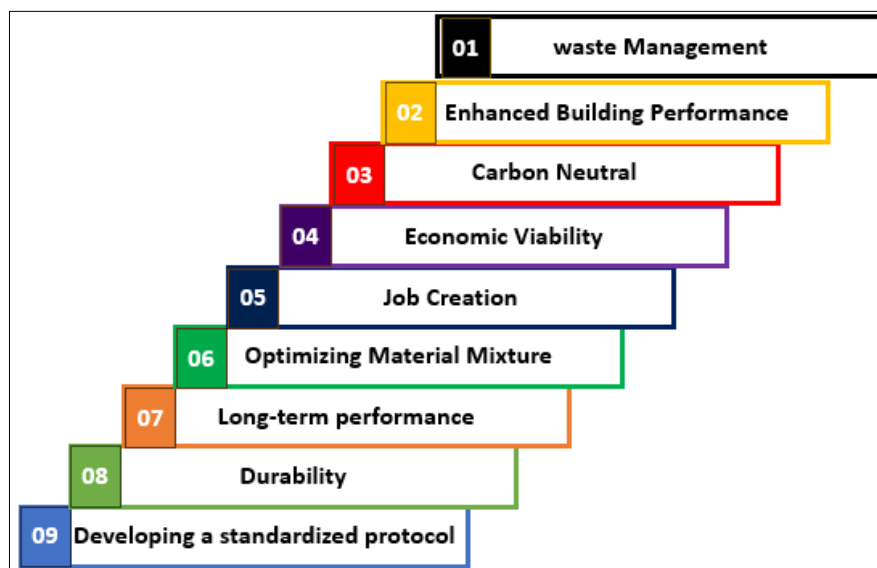 01 waste Management
02 Enhanced Building Performance
03 Carbon Neutral
04 Economic Viability
05 Job Creation
06 Optimizing Material Mixture
07 Long-term performance
08 Durability
09 Developing a standardized protocol